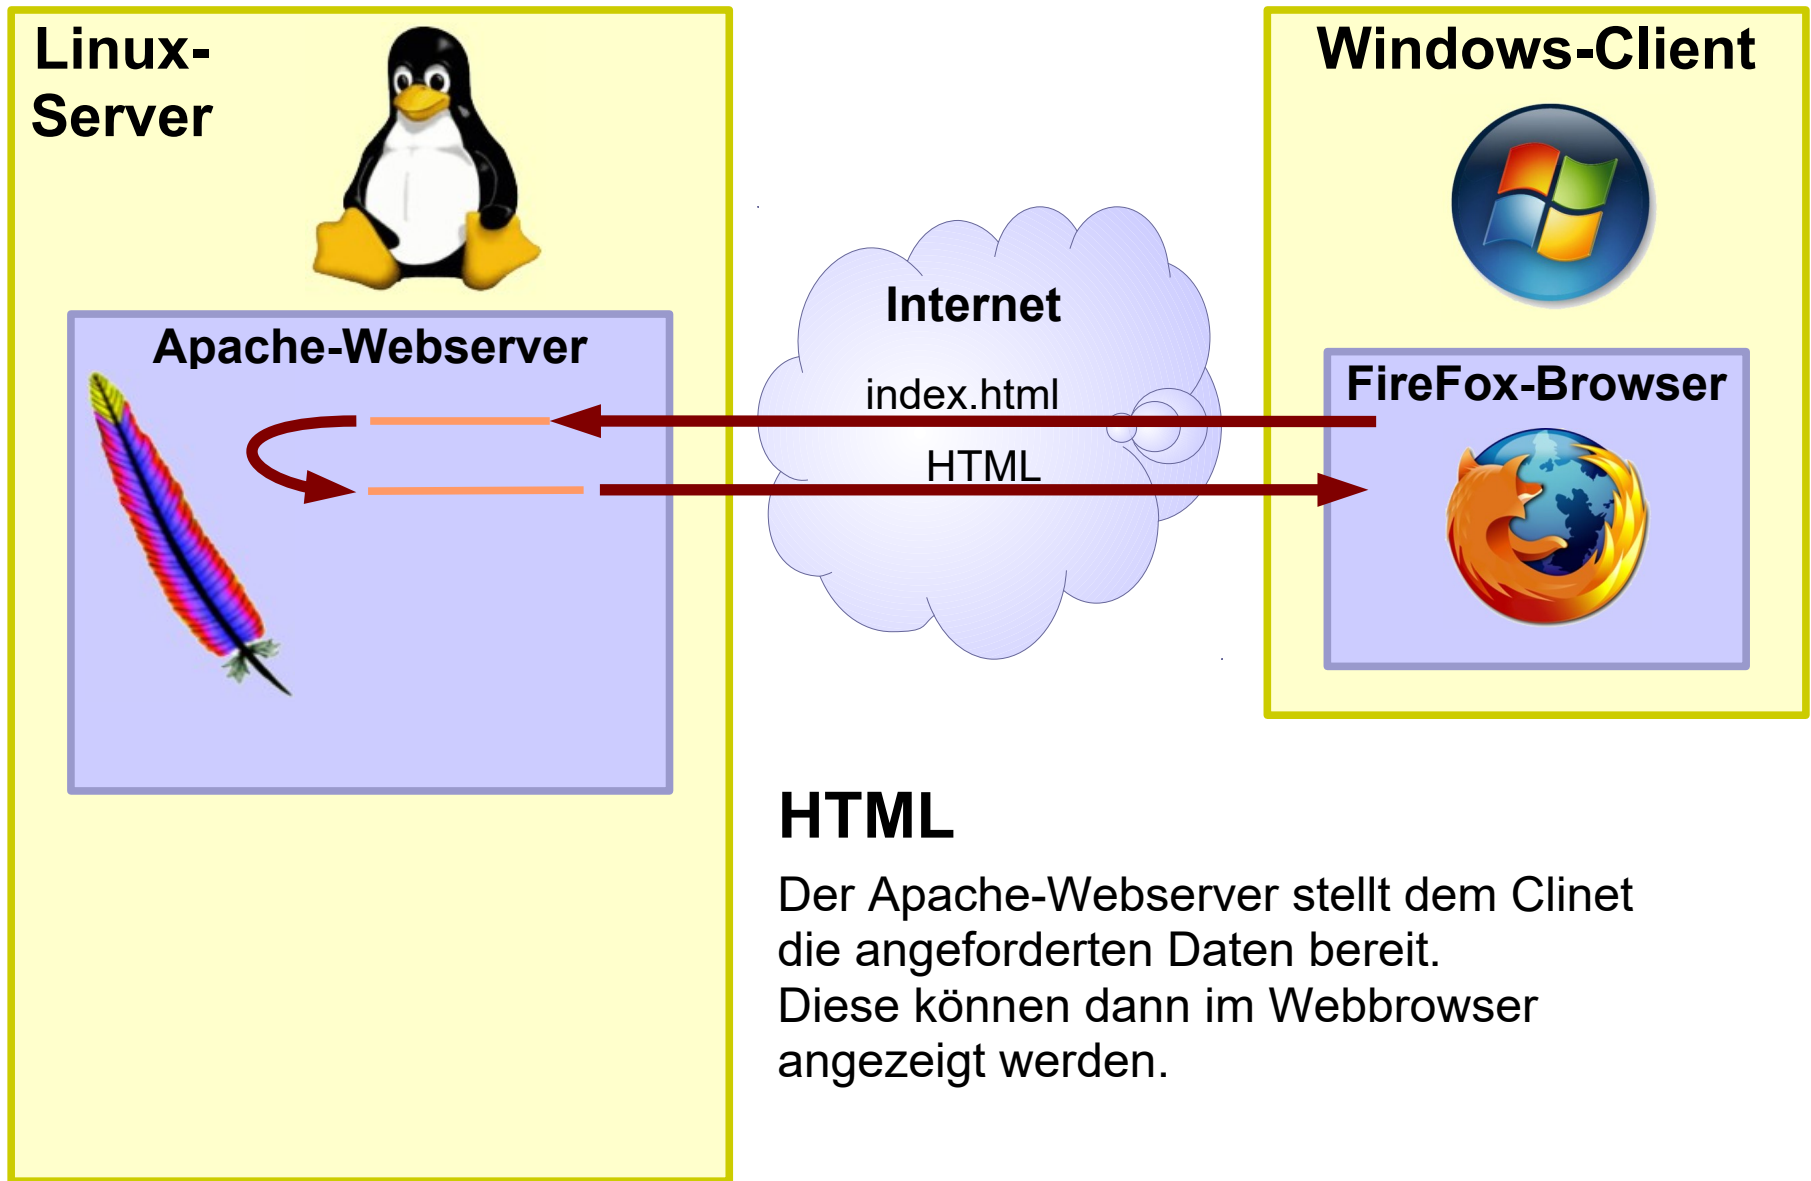 Linux-
Server
Windows-Client
Internet
Apache-Webserver
index.html
FireFox-Browser
HTML
HTML
Der Apache-Webserver stellt dem Clinet
die angeforderten Daten bereit.
Diese können dann im Webbrowser
angezeigt werden.